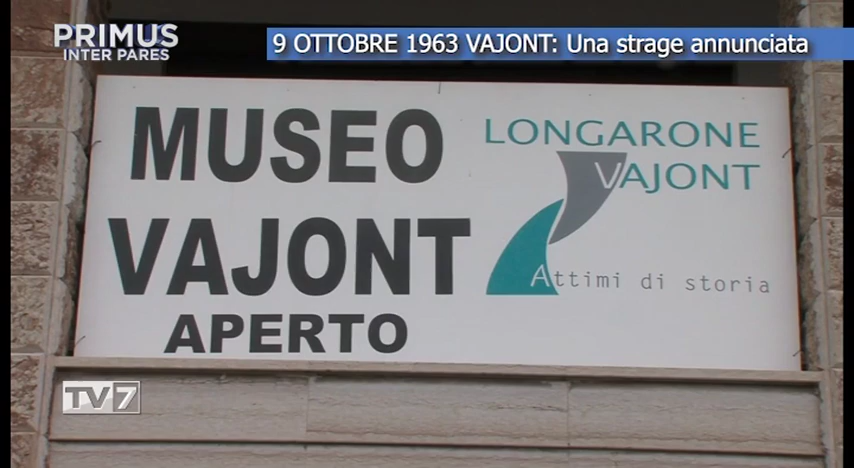 PRIMUS
INTER PARES
9 OTTOBRE 1963 VAJONT: Una strage annunciata
MUSEO
VAJONT
APERTO
LONGARONE
VAJONT
Attimi di storia
TV7